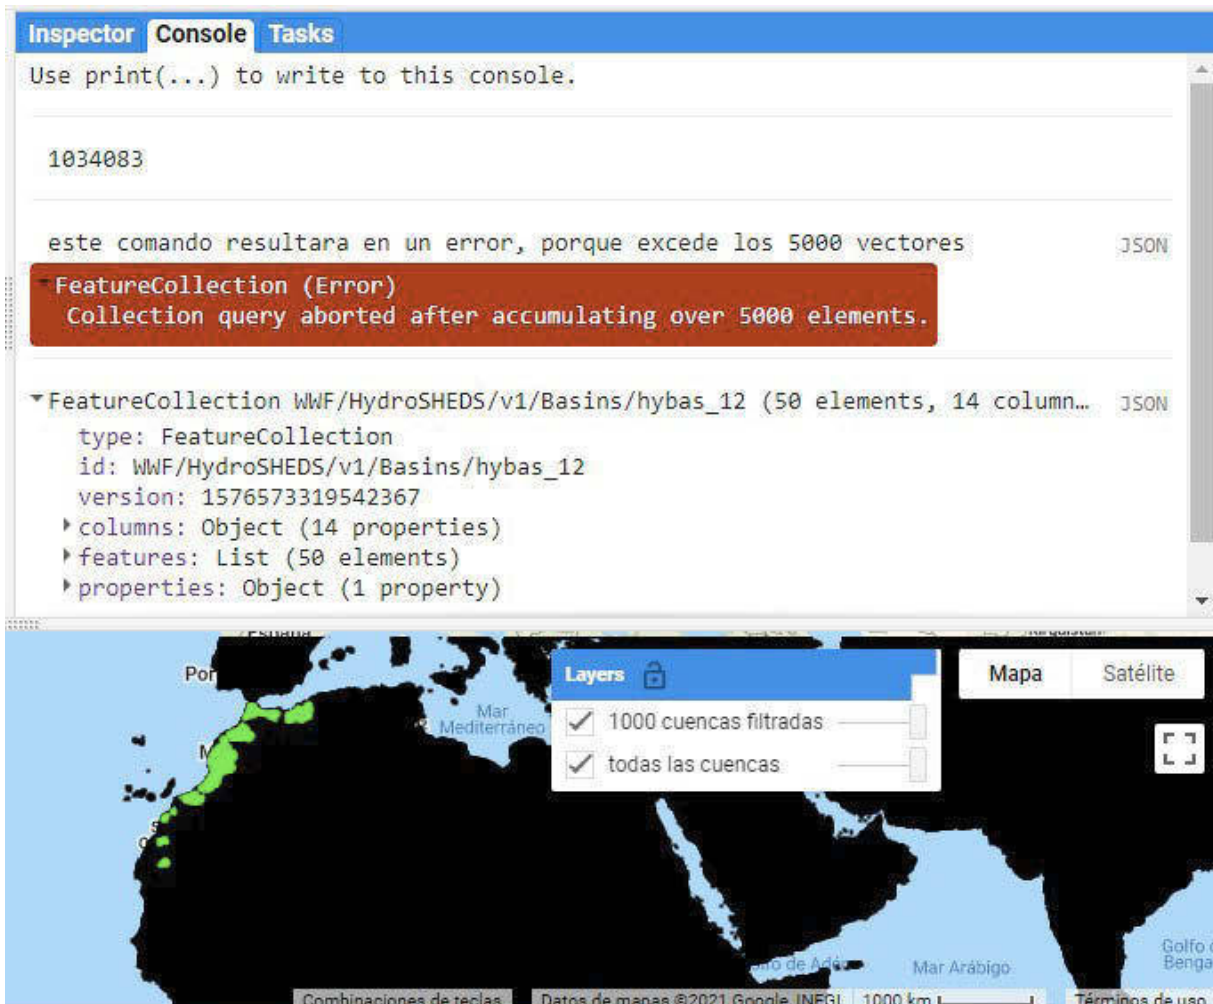 Inspector Console Tasks
Use print(...) to write to this console.
1034083
este comando resultara en un error, porque excede los 5000 vectores JSON
FeatureCollection (Error)
Collection query aborted after accumulating over 5000 elements.
FeatureCollection WWF/HydroSHEDS/v1/Basins/hybas_12 (50 elements, 14 column… JSON
type: FeatureCollection
id: WWF/HydroSHEDS/v1/Basins/hybas_12
version: 1576573319542367
columns: Object (14 properties)
features: List (50 elements)
properties: Object (1 property)
España
Por
Layers
Mapa Satélite
Mar
Mediterráneo
1000 cuencas filtradas
todas las cuencas
M
Golfo
Benga
Mar Arábigo
Combinaciones de teclas Datos de mapas ©2021 Google, INEGI 1000 km Términos de uso